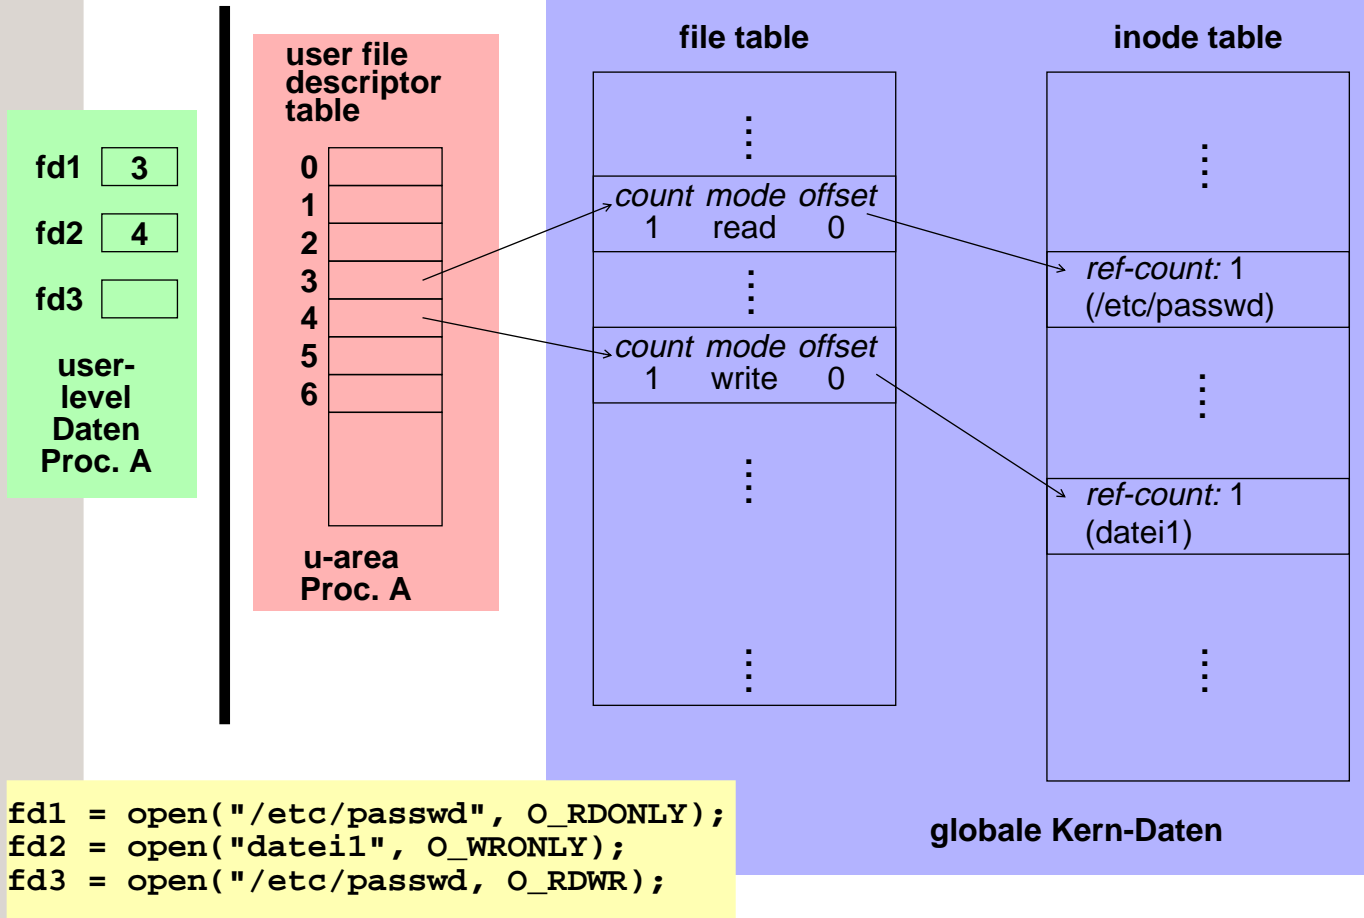 user file
descriptor
table
file table
inode table
fd1 3
fd2 4
fd3
user-
level
Daten
Proc. A
0
1
2
3
4
5
6
u-area
Proc. A
count mode offset
1 read 0
count mode offset
1 write 0
ref-count: 1
(/etc/passwd)
ref-count: 1
(datei1)
globale Kern-Daten
fd1 = open("/etc/passwd", O_RDONLY);
fd2 = open("datei1", O_WRONLY);
fd3 = open("/etc/passwd, O_RDWR);